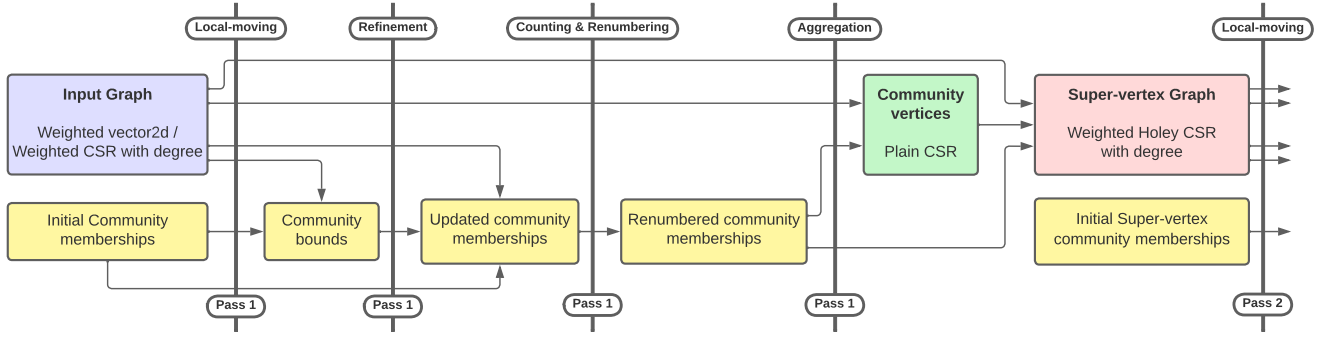 Local-moving
Refinement
Counting & Renumbering
Aggregation
Local-moving
Input Graph
Weighted vector2d /
Weighted CSR with degree
Community
vertices
Plain CSR
Super-vertex Graph
Weighted Holey CSR
with degree
Initial Community
memberships
Community
bounds
Updated community
memberships
Renumbered community
memberships
Initial Super-vertex
community memberships
Pass 1
Pass 1
Pass 1
Pass 1
Pass 2